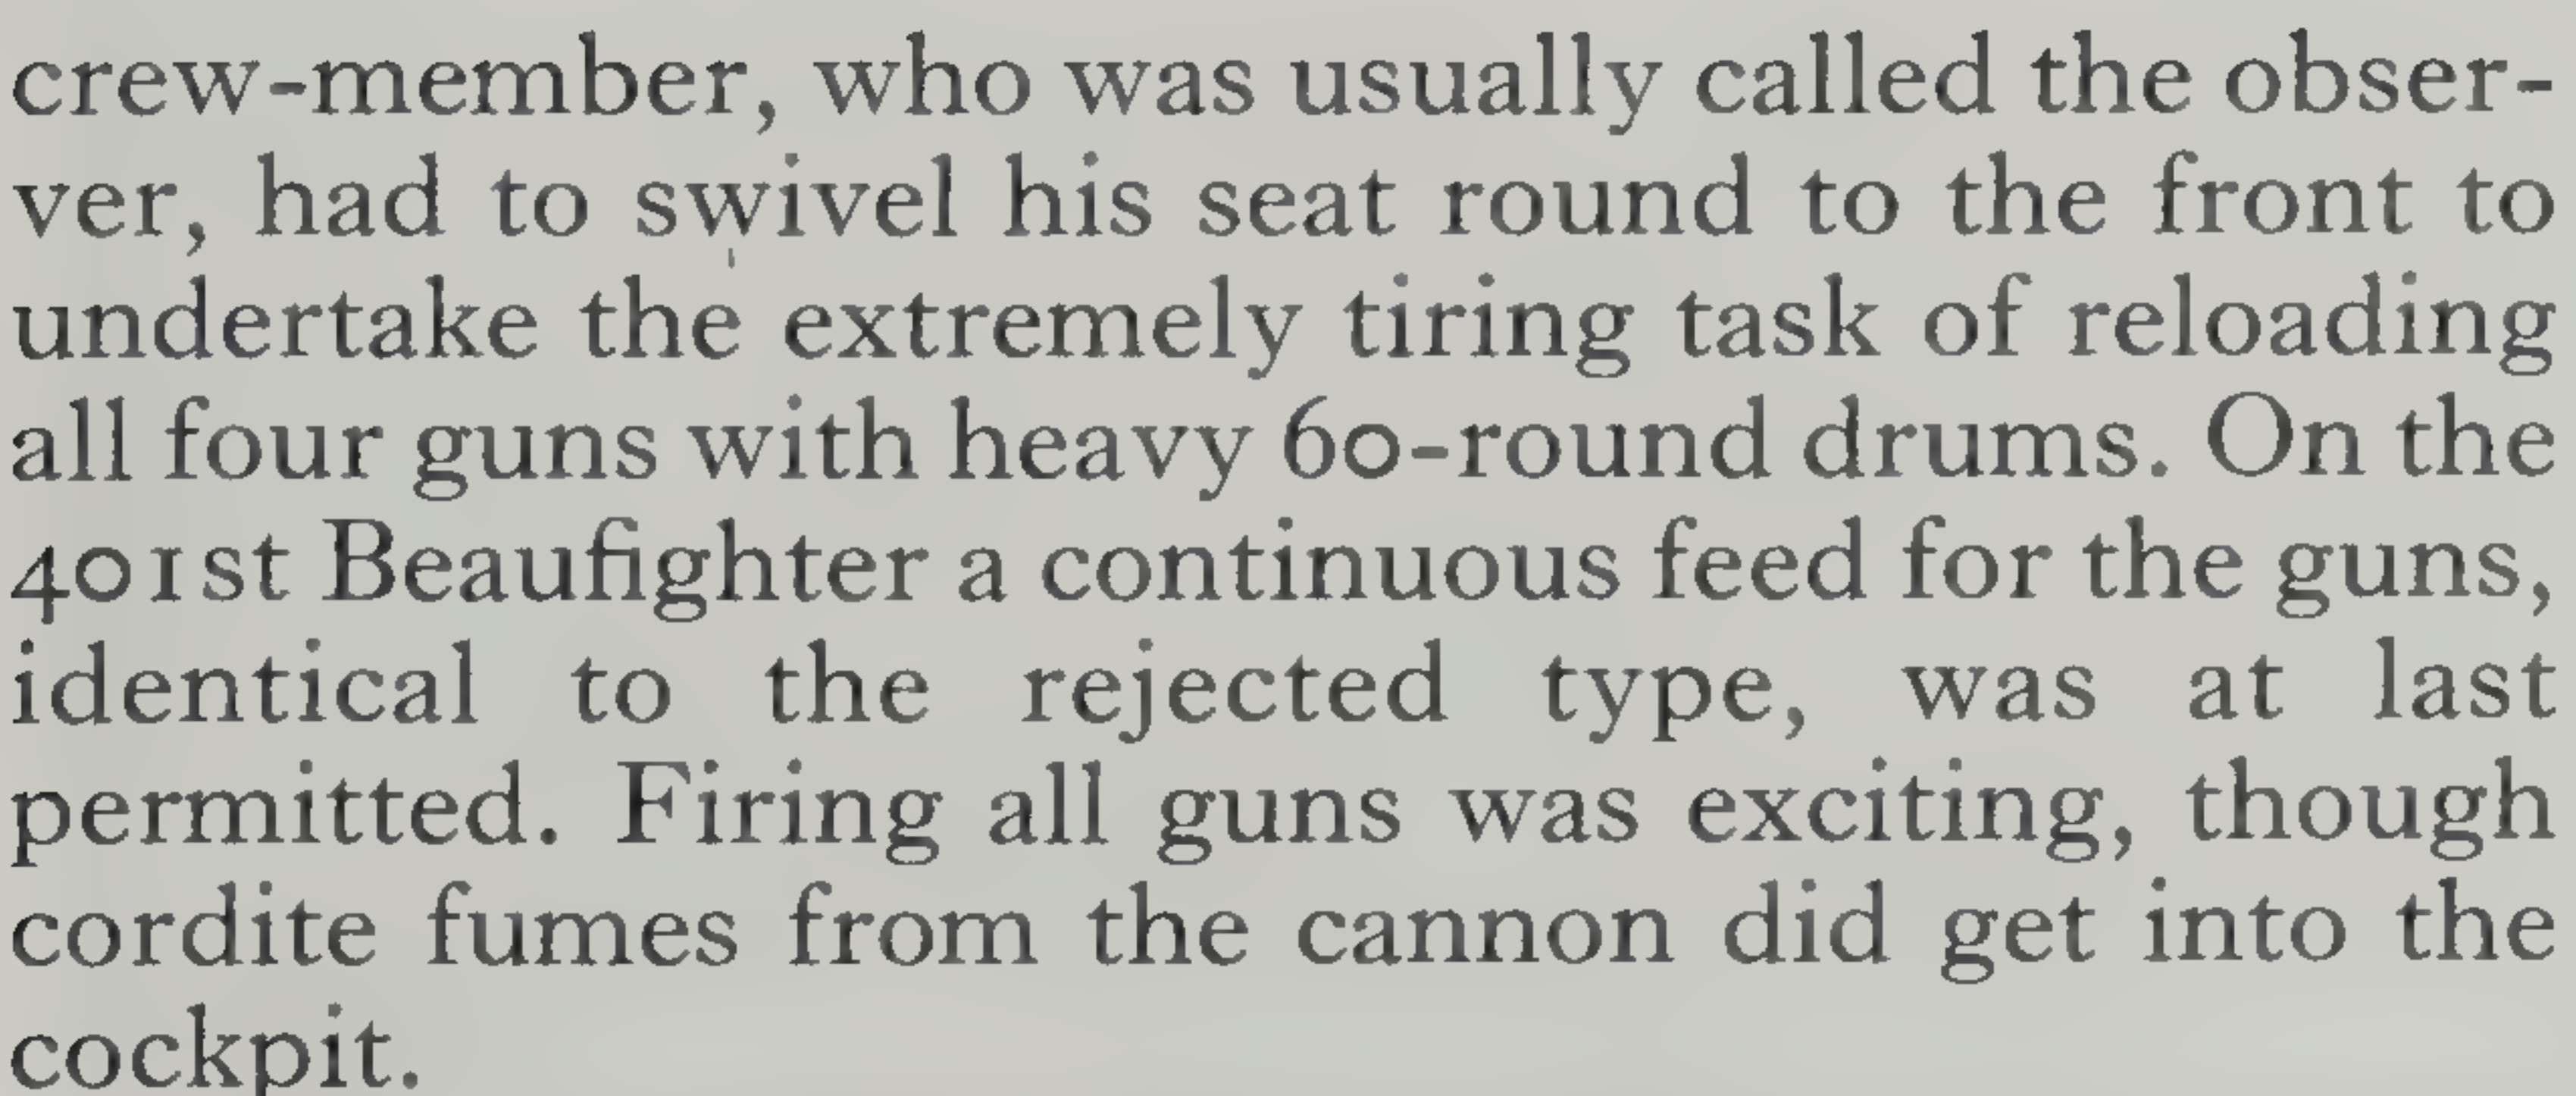 crew-member, who was usually called the obser-
ver, had to swivel his seat round to the front to
undertake the extremely tiring task of reloading
all four guns with heavy 60-round drums. On the
401st Beaufighter a continuous feed for the guns,
identical to the rejected type, was at last
permitted. Firing all guns was exciting, though
cordite fumes from the cannon did get into the
cockpit.